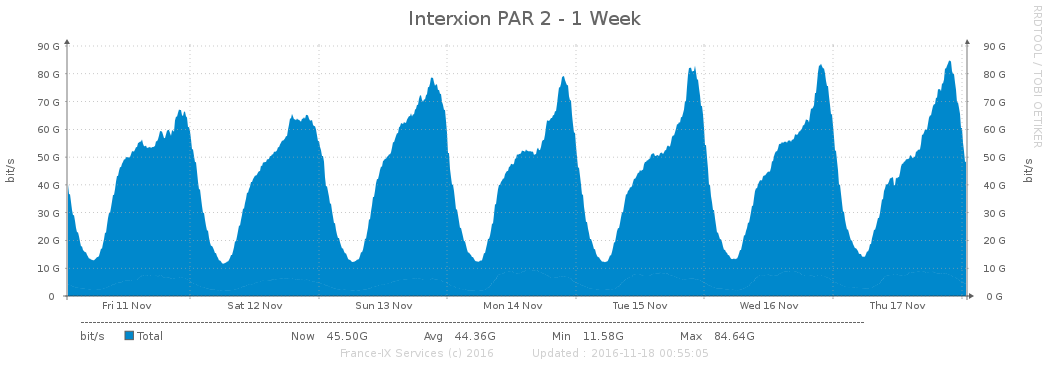 Interxion PAR 2 - 1 Week
RRDTOOL / TOBI OETIKER
bit/s
bit/s
90 G 90 G
80 G 80 G
70 G 70 G
60 G 60 G
50 G 50 G
40 G 40 G
30 G 30 G
20 G 20 G
10 G 10 G
0 0 G
Fri 11 Nov Sat 12 Nov Sun 13 Nov Mon 14 Nov Tue 15 Nov Wed 16 Nov Thu 17 Nov
bit/s Total Now 45.50G Avg 44.36G Min 11.58G Max 84.64G
France-IX Services (c) 2016 Updated : 2016-11-18 00:55:05